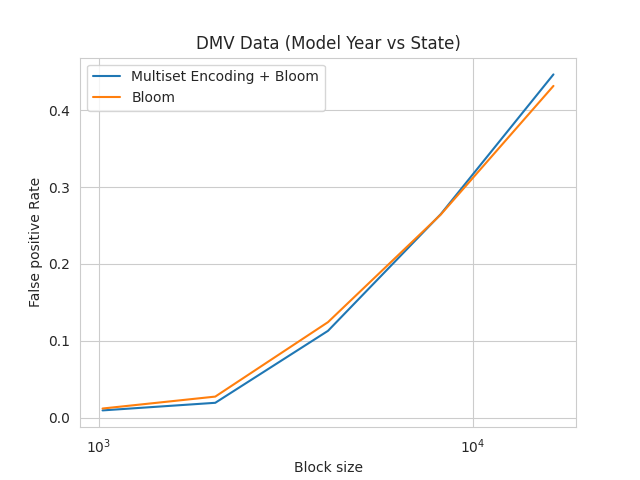 DMV Data (Model Year vs State)
Multiset Encoding + Bloom
Bloom
False positive Rate
0.4
0.3
0.2
0.1
0.0
10³
10⁴
Block size